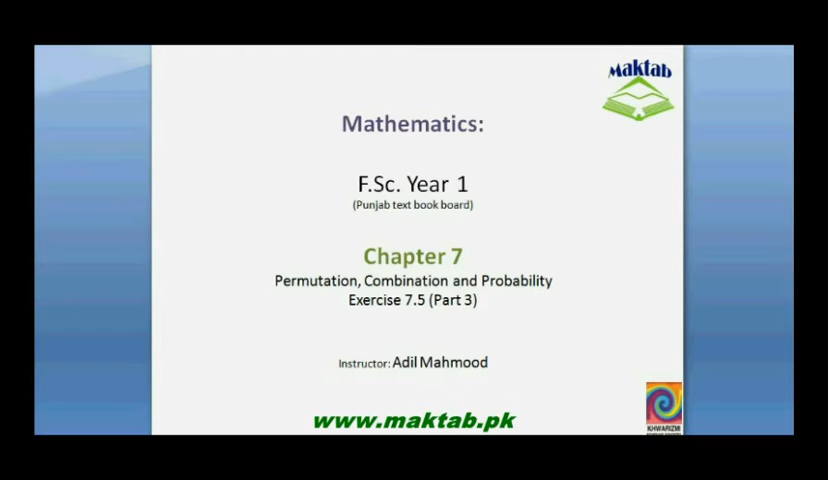 Maktab
Mathematics:
F.Sc. Year 1
(Punjab text book board)
Chapter 7
Permutation, Combination and Probability
Exercise 7.5 (Part 3)
Instructor: Adil Mahmood
www.maktab.pk
KHWARIZMI